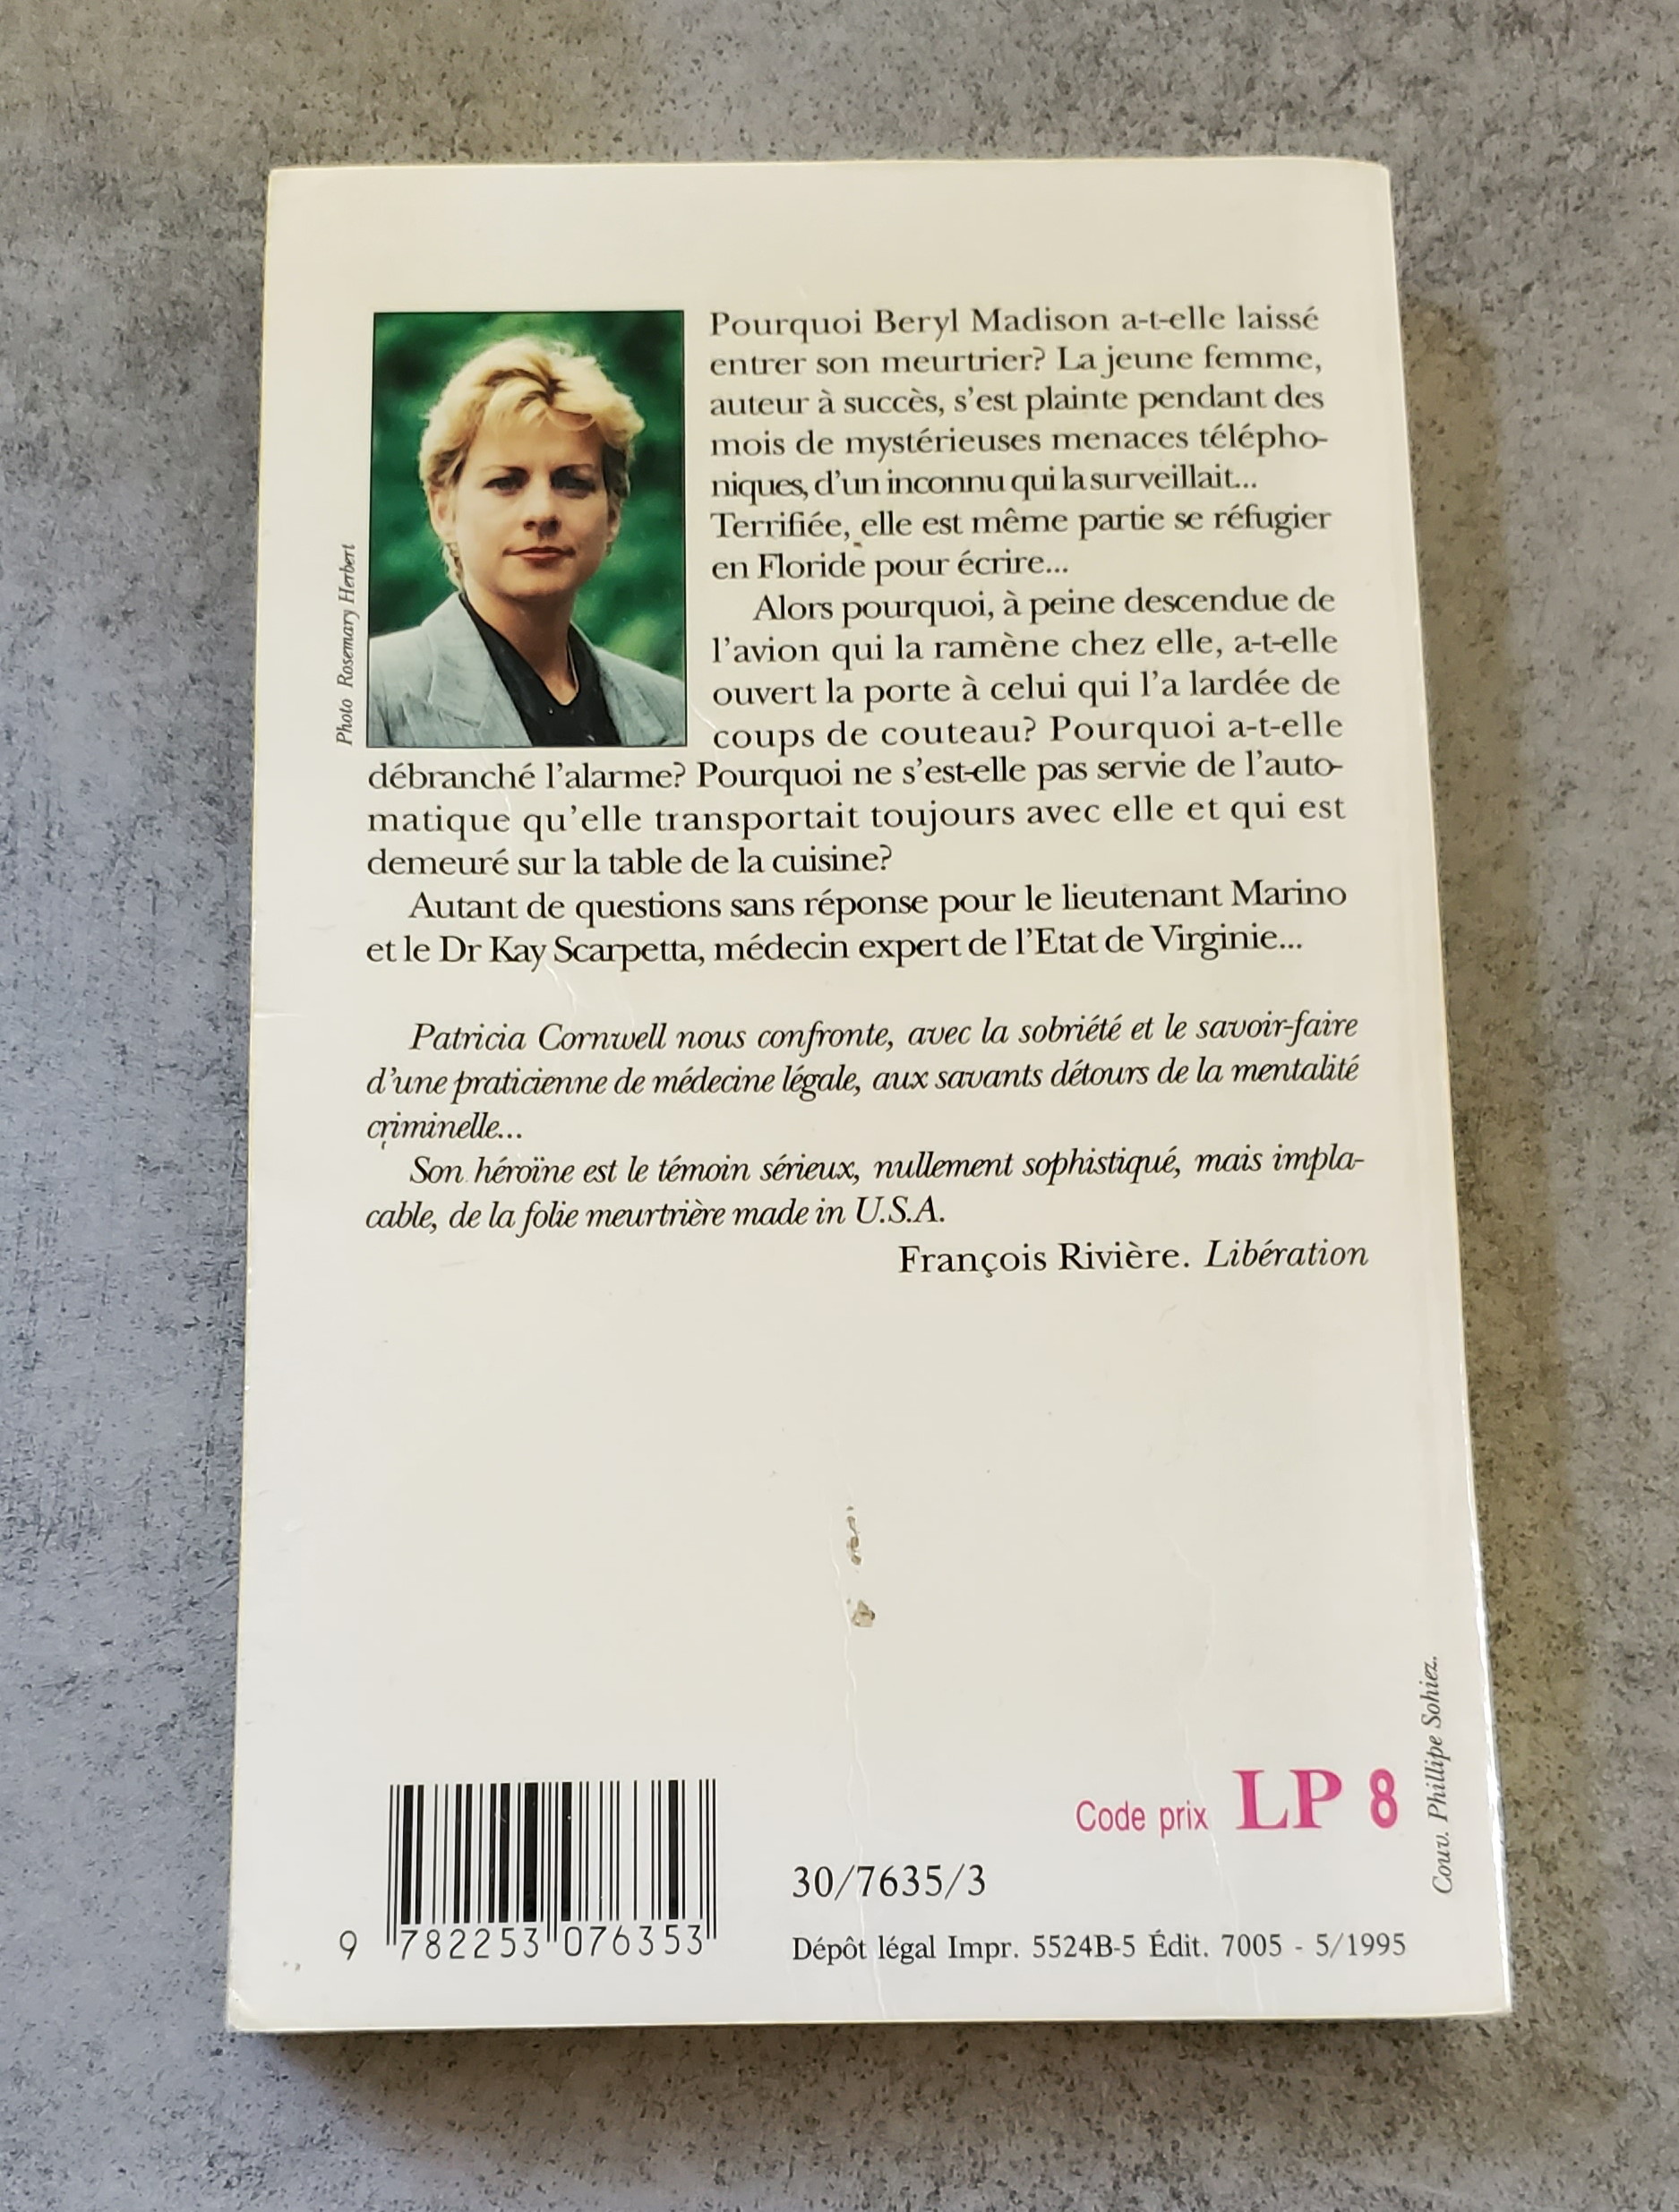 Photo Rosemary Herbert
Pourquoi Beryl Madison a-t-elle laissé
entrer son meurtrier? La jeune femme,
auteur à succès, s'est plainte pendant des
mois de mystérieuses menaces télépho-
niques, d'un inconnu qui la surveillait...
Terrifiée, elle est même partie se réfugier
en Floride pour écrire...
Alors pourquoi, à peine descendue de
l'avion qui la ramène chez elle, a-t-elle
ouvert la porte à celui qui l'a lardée de
coups de couteau? Pourquoi a-t-elle
débranché l'alarme? Pourquoi ne s'est-elle pas servie de l'auto-
matique qu'elle transportait toujours avec elle et qui est
demeuré sur la table de la cuisine?
Autant de questions sans réponse pour le lieutenant Marino
et le Dr Kay Scarpetta, médecin expert de l'Etat de Virginie...
Patricia Cornwell nous confronte, avec la sobriété et le savoir-faire
d'une praticienne de médecine légale, aux savants détours de la mentalité
criminelle...
Son héroïne est le témoin sérieux, nullement sophistiqué, mais impla-
cable, de la folie meurtrière made in U.S.A.
François Rivière. Libération
Couv. Phillipe Sohiez.
Code prix LP 8
30/7635/3
9 782253 076353
Dépôt légal Impr. 5524B-5 Édit. 7005 - 5/1995